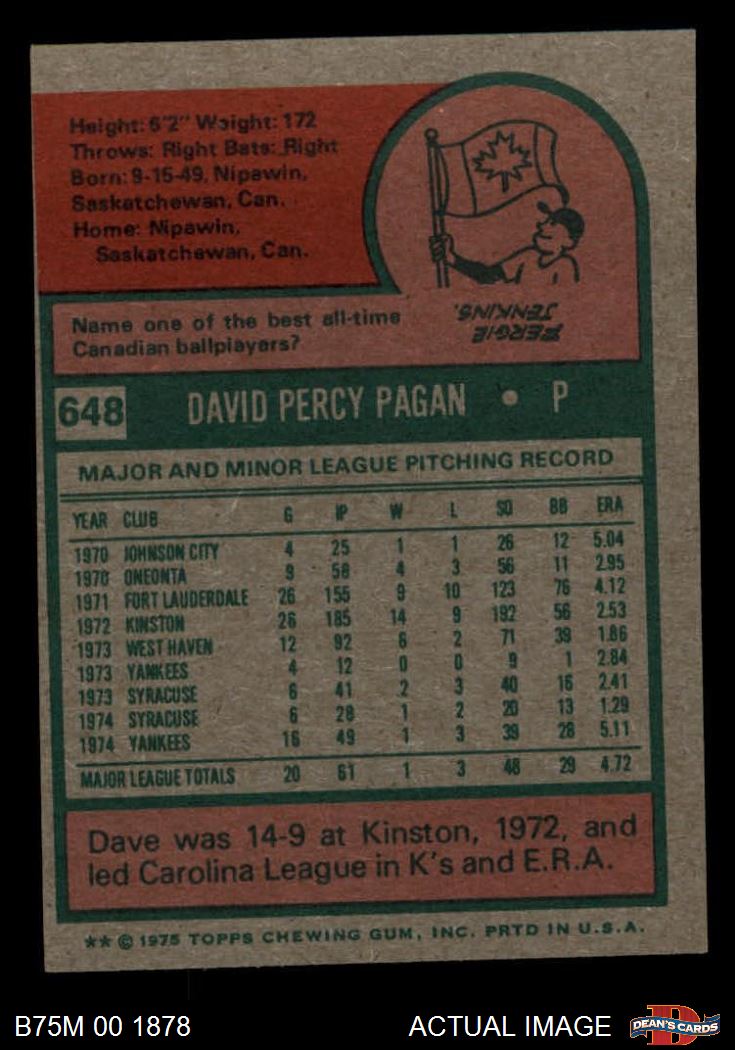 Height: 6'2" Weight: 172
Throws: Right Bats: Right
Born: 9-15-49, Nipawin,
Saskatchewan, Can.
Home: Nipawin,
Saskatchewan, Can.
Name one of the best all-time
Canadian ballplayers?
FERGIE
JENKINS.
648 DAVID PERCY PAGAN • P
MAJOR AND MINOR LEAGUE PITCHING RECORD
YEAR CLUB G IP W L SO BB ERA
1970 JOHNSON CITY 4 25 1 1 26 12 5.04
1970 ONEONTA 9 58 4 3 56 11 2.95
1971 FORT LAUDERDALE 26 155 9 10 123 76 4.12
1972 KINSTON 26 185 14 9 192 56 2.53
1973 WEST HAVEN 12 92 6 2 71 39 1.86
1973 YANKEES 4 12 0 0 9 1 2.84
1973 SYRACUSE 6 41 2 3 40 16 2.41
1974 SYRACUSE 6 28 1 2 20 13 1.29
1974 YANKEES 16 49 1 3 39 28 5.11
MAJOR LEAGUE TOTALS 20 61 1 3 48 29 4.72
Dave was 14-9 at Kinston, 1972, and
led Carolina League in K's and E.R.A.
** © 1975 TOPPS CHEWING GUM, INC. PRTD IN U.S.A.
B75M 00 1878 ACTUAL IMAGE
DEAN'S CARDS